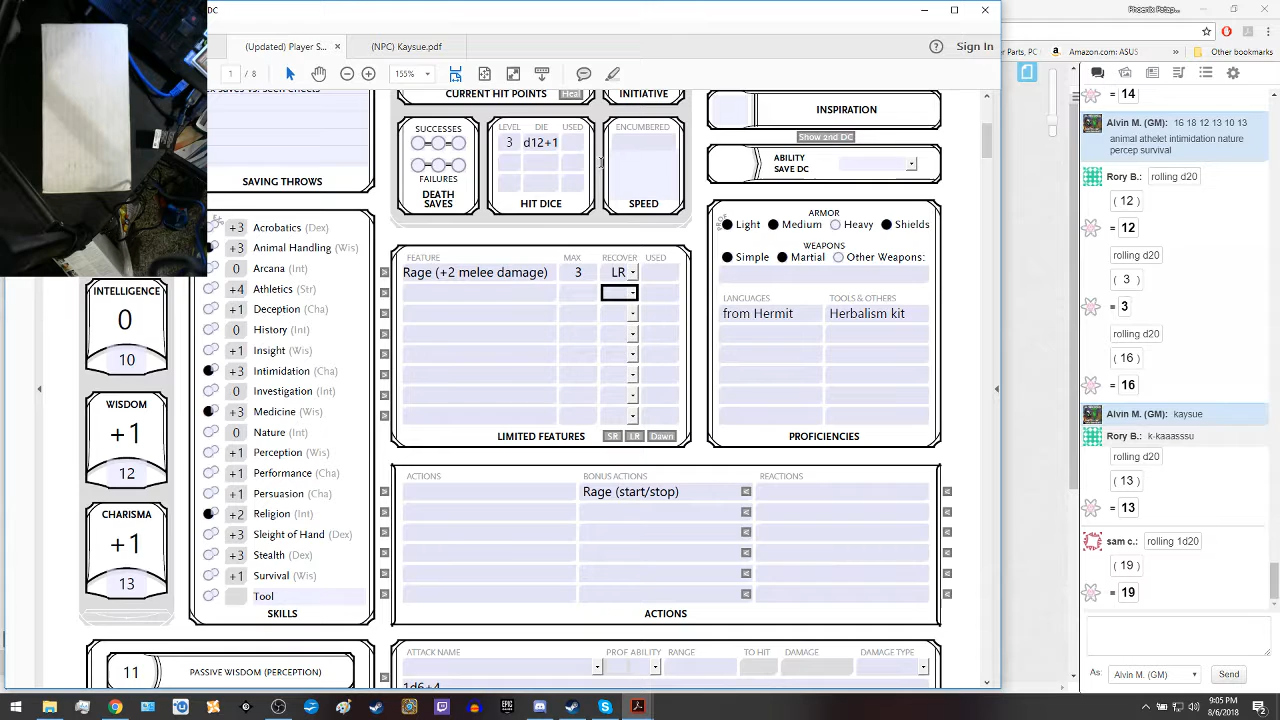 DC
Phoenix Patap...
(Updated) Player S...
(NPC) Kaysue.pdf
Sign In
er Parts, PC
Amazon.com: ASUS
Other bookmarks
1 / 8
155%
CURRENT HIT POINTS
Heal
INITIATIVE
INSPIRATION
Show 2nd DC
SAVING THROWS
SUCCESSES
FAILURES
DEATH
SAVES
LEVEL DIE USED
3 d12+1
HIT DICE
ENCUMBERED
SPEED
ABILITY
SAVE DC
INTELLIGENCE
0
10
WISDOM
+1
12
CHARISMA
+1
13
+3 Acrobatics (Dex)
+3 Animal Handling (Wis)
0 Arcana (Int)
+4 Athletics (Str)
+1 Deception (Cha)
0 History (Int)
+1 Insight (Wis)
+3 Intimidation (Cha)
0 Investigation (Int)
+3 Medicine (Wis)
0 Nature (Int)
+1 Perception (Wis)
+1 Performance (Cha)
+1 Persuasion (Cha)
+2 Religion (Int)
+3 Sleight of Hand (Dex)
+3 Stealth (Dex)
+1 Survival (Wis)
Tool
SKILLS
FEATURE MAX RECOVER USED
Rage (+2 melee damage) 3 LR
LIMITED FEATURES
SR LR Dawn
ARMOR
Light Medium Heavy Shields
WEAPONS
Simple Martial Other Weapons:
LANGUAGES TOOLS & OTHERS
from Hermit Herbalism kit
PROFICIENCIES
ACTIONS BONUS ACTIONS REACTIONS
Rage (start/stop)
ACTIONS
11 PASSIVE WISDOM (PERCEPTION)
ATTACK NAME PROF ABILITY RANGE TO HIT DAMAGE DAMAGE TYPE
1d6+4
= 14
Alvin M. (GM): 16 18 12 13 10 13
animal athelet intimidation nature
percep survival
Rory B.: rolling d20
( 12 )
= 12
rolling d20
( 3 )
= 3
rolling d20
( 16 )
= 16
Alvin M. (GM): kaysue
Rory B.: k-kaaasssu
rolling d20
( 13 )
= 13
sam c.: rolling 1d20
( 19 )
= 19
As: Alvin M. (GM)
Send
9:05 PM
8/6/2018